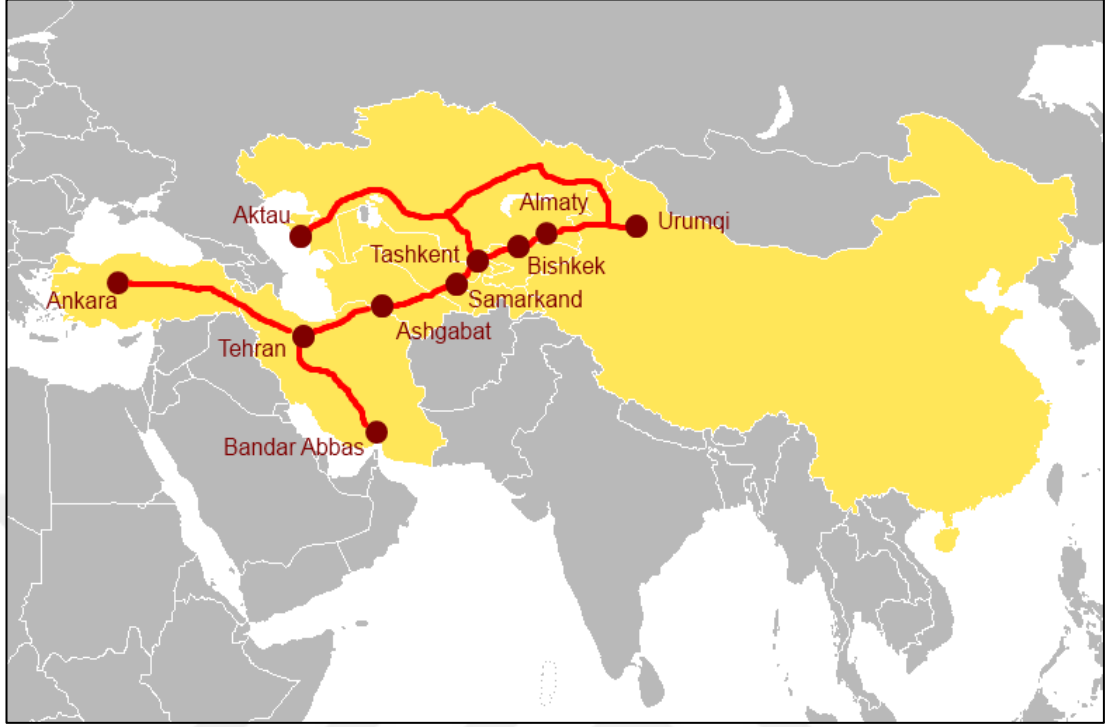 Almaty
Aktau
Urumqi
Tashkent
Bishkek
Ankara
Samarkand
Ashgabat
Tehran
Bandar Abbas